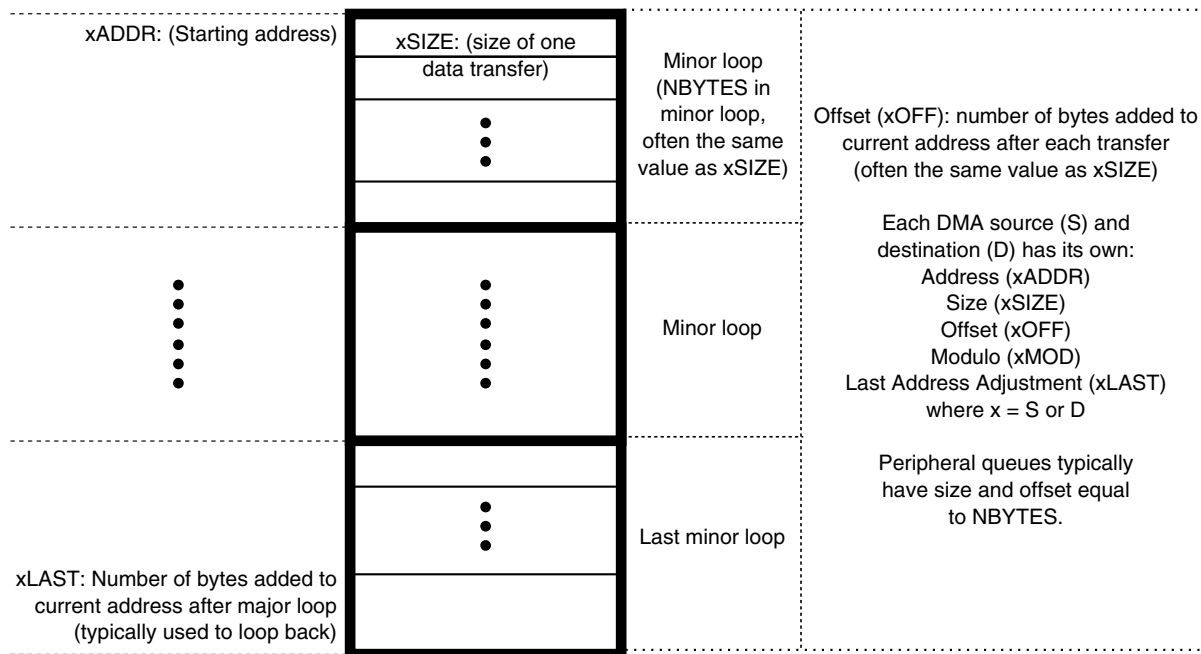 xADDR: (Starting address)
xSIZE: (size of one
data transfer)
Minor loop
(NBYTES in
minor loop,
often the same
value as xSIZE)
Offset (xOFF): number of bytes added to
current address after each transfer
(often the same value as xSIZE)
Each DMA source (S) and
destination (D) has its own:
Address (xADDR)
Size (xSIZE)
Offset (xOFF)
Modulo (xMOD)
Last Address Adjustment (xLAST)
where x = S or D
Peripheral queues typically
have size and offset equal
to NBYTES.
Minor loop
Last minor loop
xLAST: Number of bytes added to
current address after major loop
(typically used to loop back)